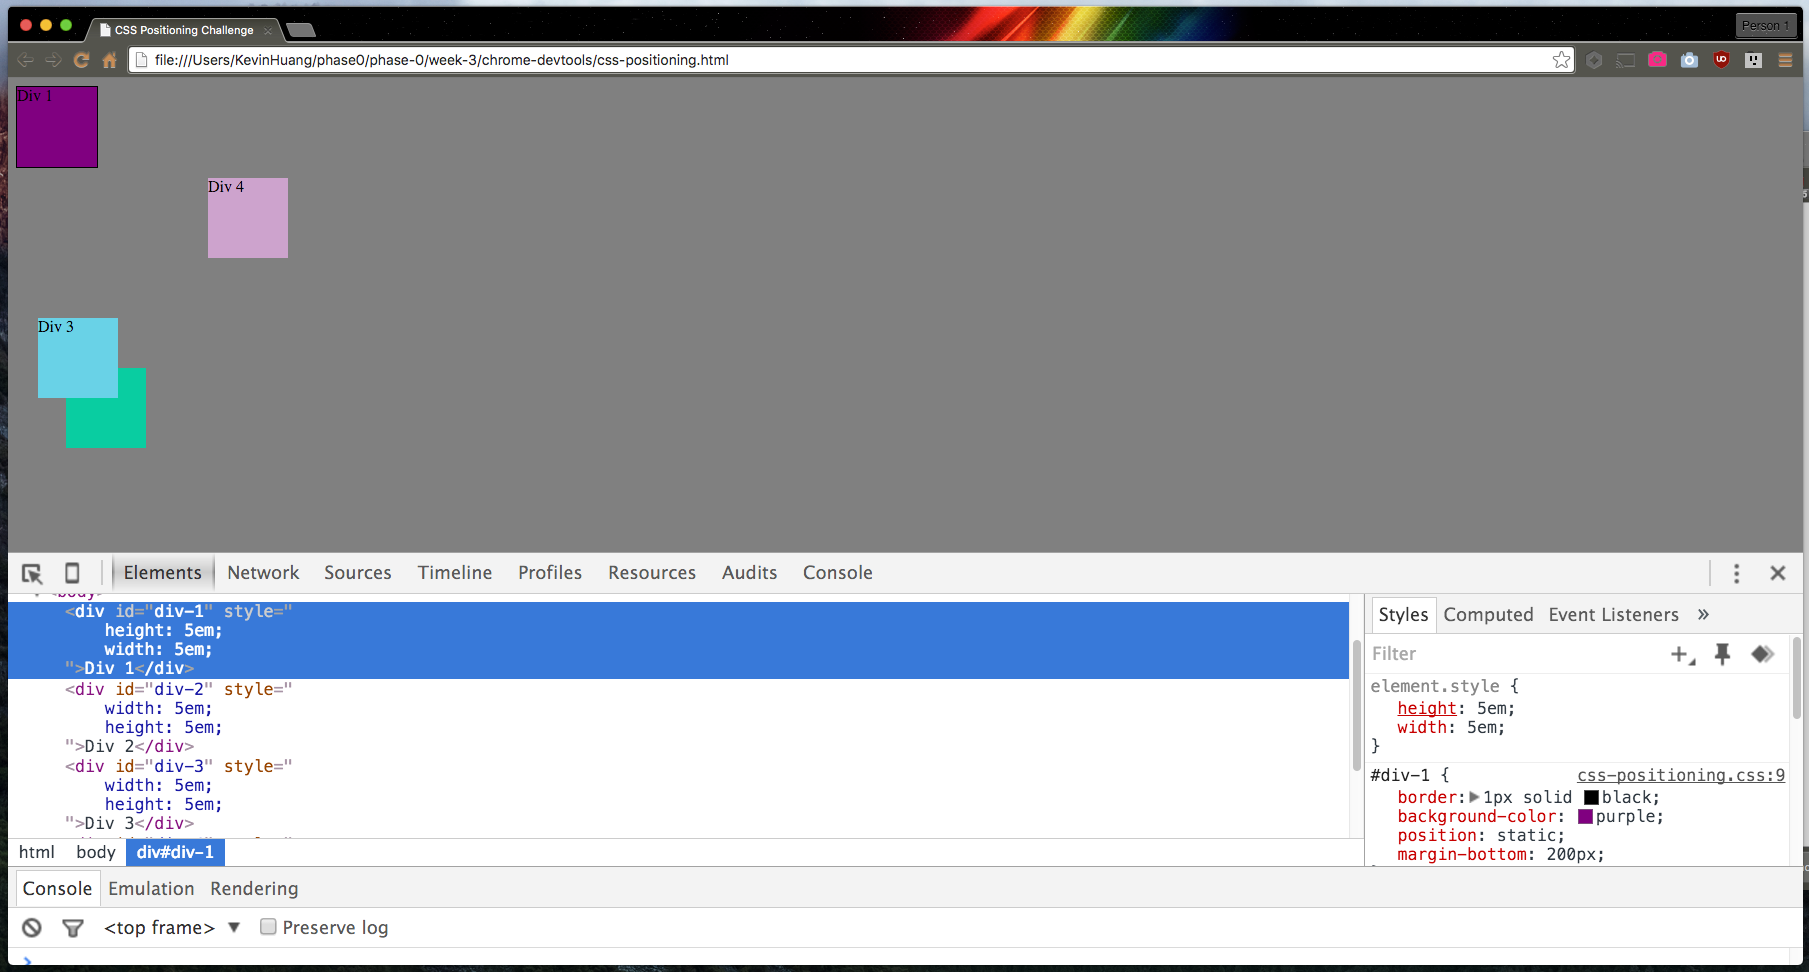 CSS Positioning Challenge
Person 1
file:///Users/KevinHuang/phase0/phase-0/week-3/chrome-devtools/css-positioning.html
Div 1
Div 4
Div 3
Elements Network Sources Timeline Profiles Resources Audits Console
<body>
<div id="div-1" style="
height: 5em;
width: 5em;
">Div 1</div>
<div id="div-2" style="
width: 5em;
height: 5em;
">Div 2</div>
<div id="div-3" style="
width: 5em;
height: 5em;
">Div 3</div>
html body div#div-1
Styles Computed Event Listeners »
Filter
element.style {
height: 5em;
width: 5em;
}
#div-1 { css-positioning.css:9
border: 1px solid black;
background-color: purple;
position: static;
margin-bottom: 200px;
Console Emulation Rendering
<top frame> ▼ Preserve log